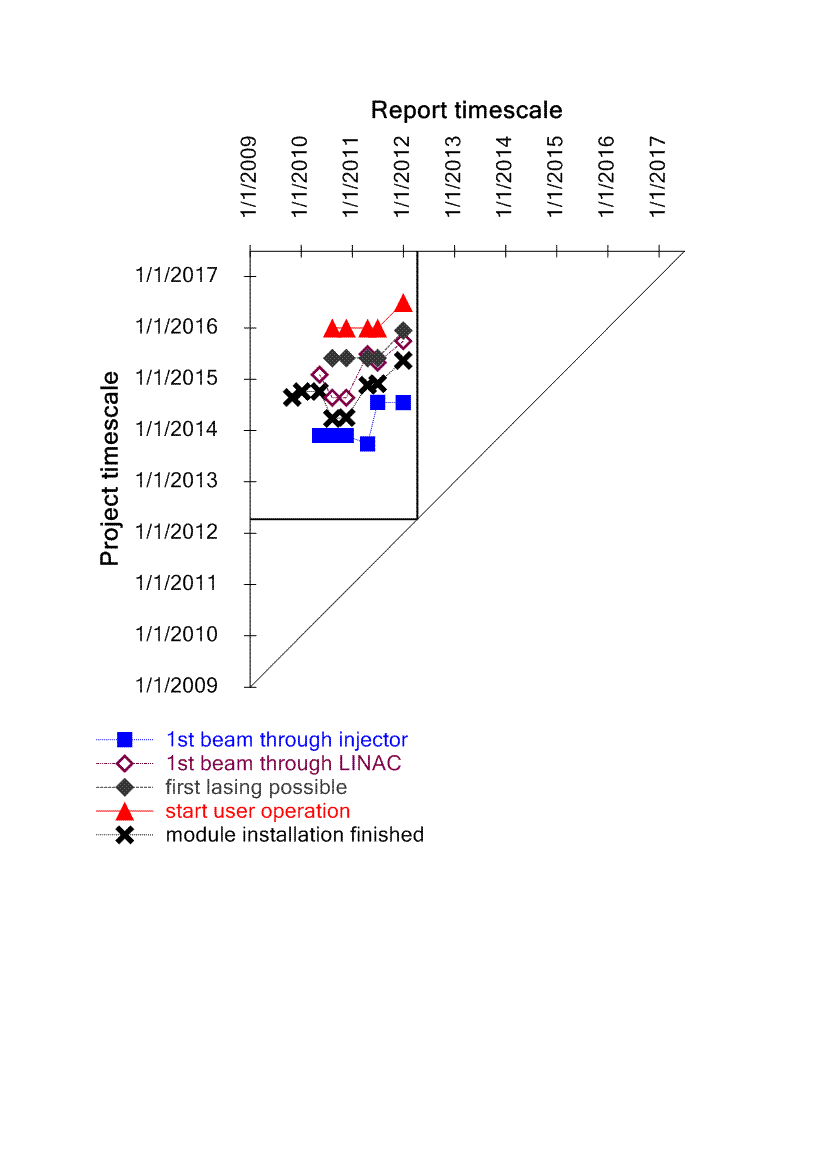 Report timescale
1/1/2009
1/1/2010
1/1/2011
1/1/2012
1/1/2013
1/1/2014
1/1/2015
1/1/2016
1/1/2017
Project timescale
1/1/2017
1/1/2016
1/1/2015
1/1/2014
1/1/2013
1/1/2012
1/1/2011
1/1/2010
1/1/2009
1st beam through injector
1st beam through LINAC
first lasing possible
start user operation
module installation finished